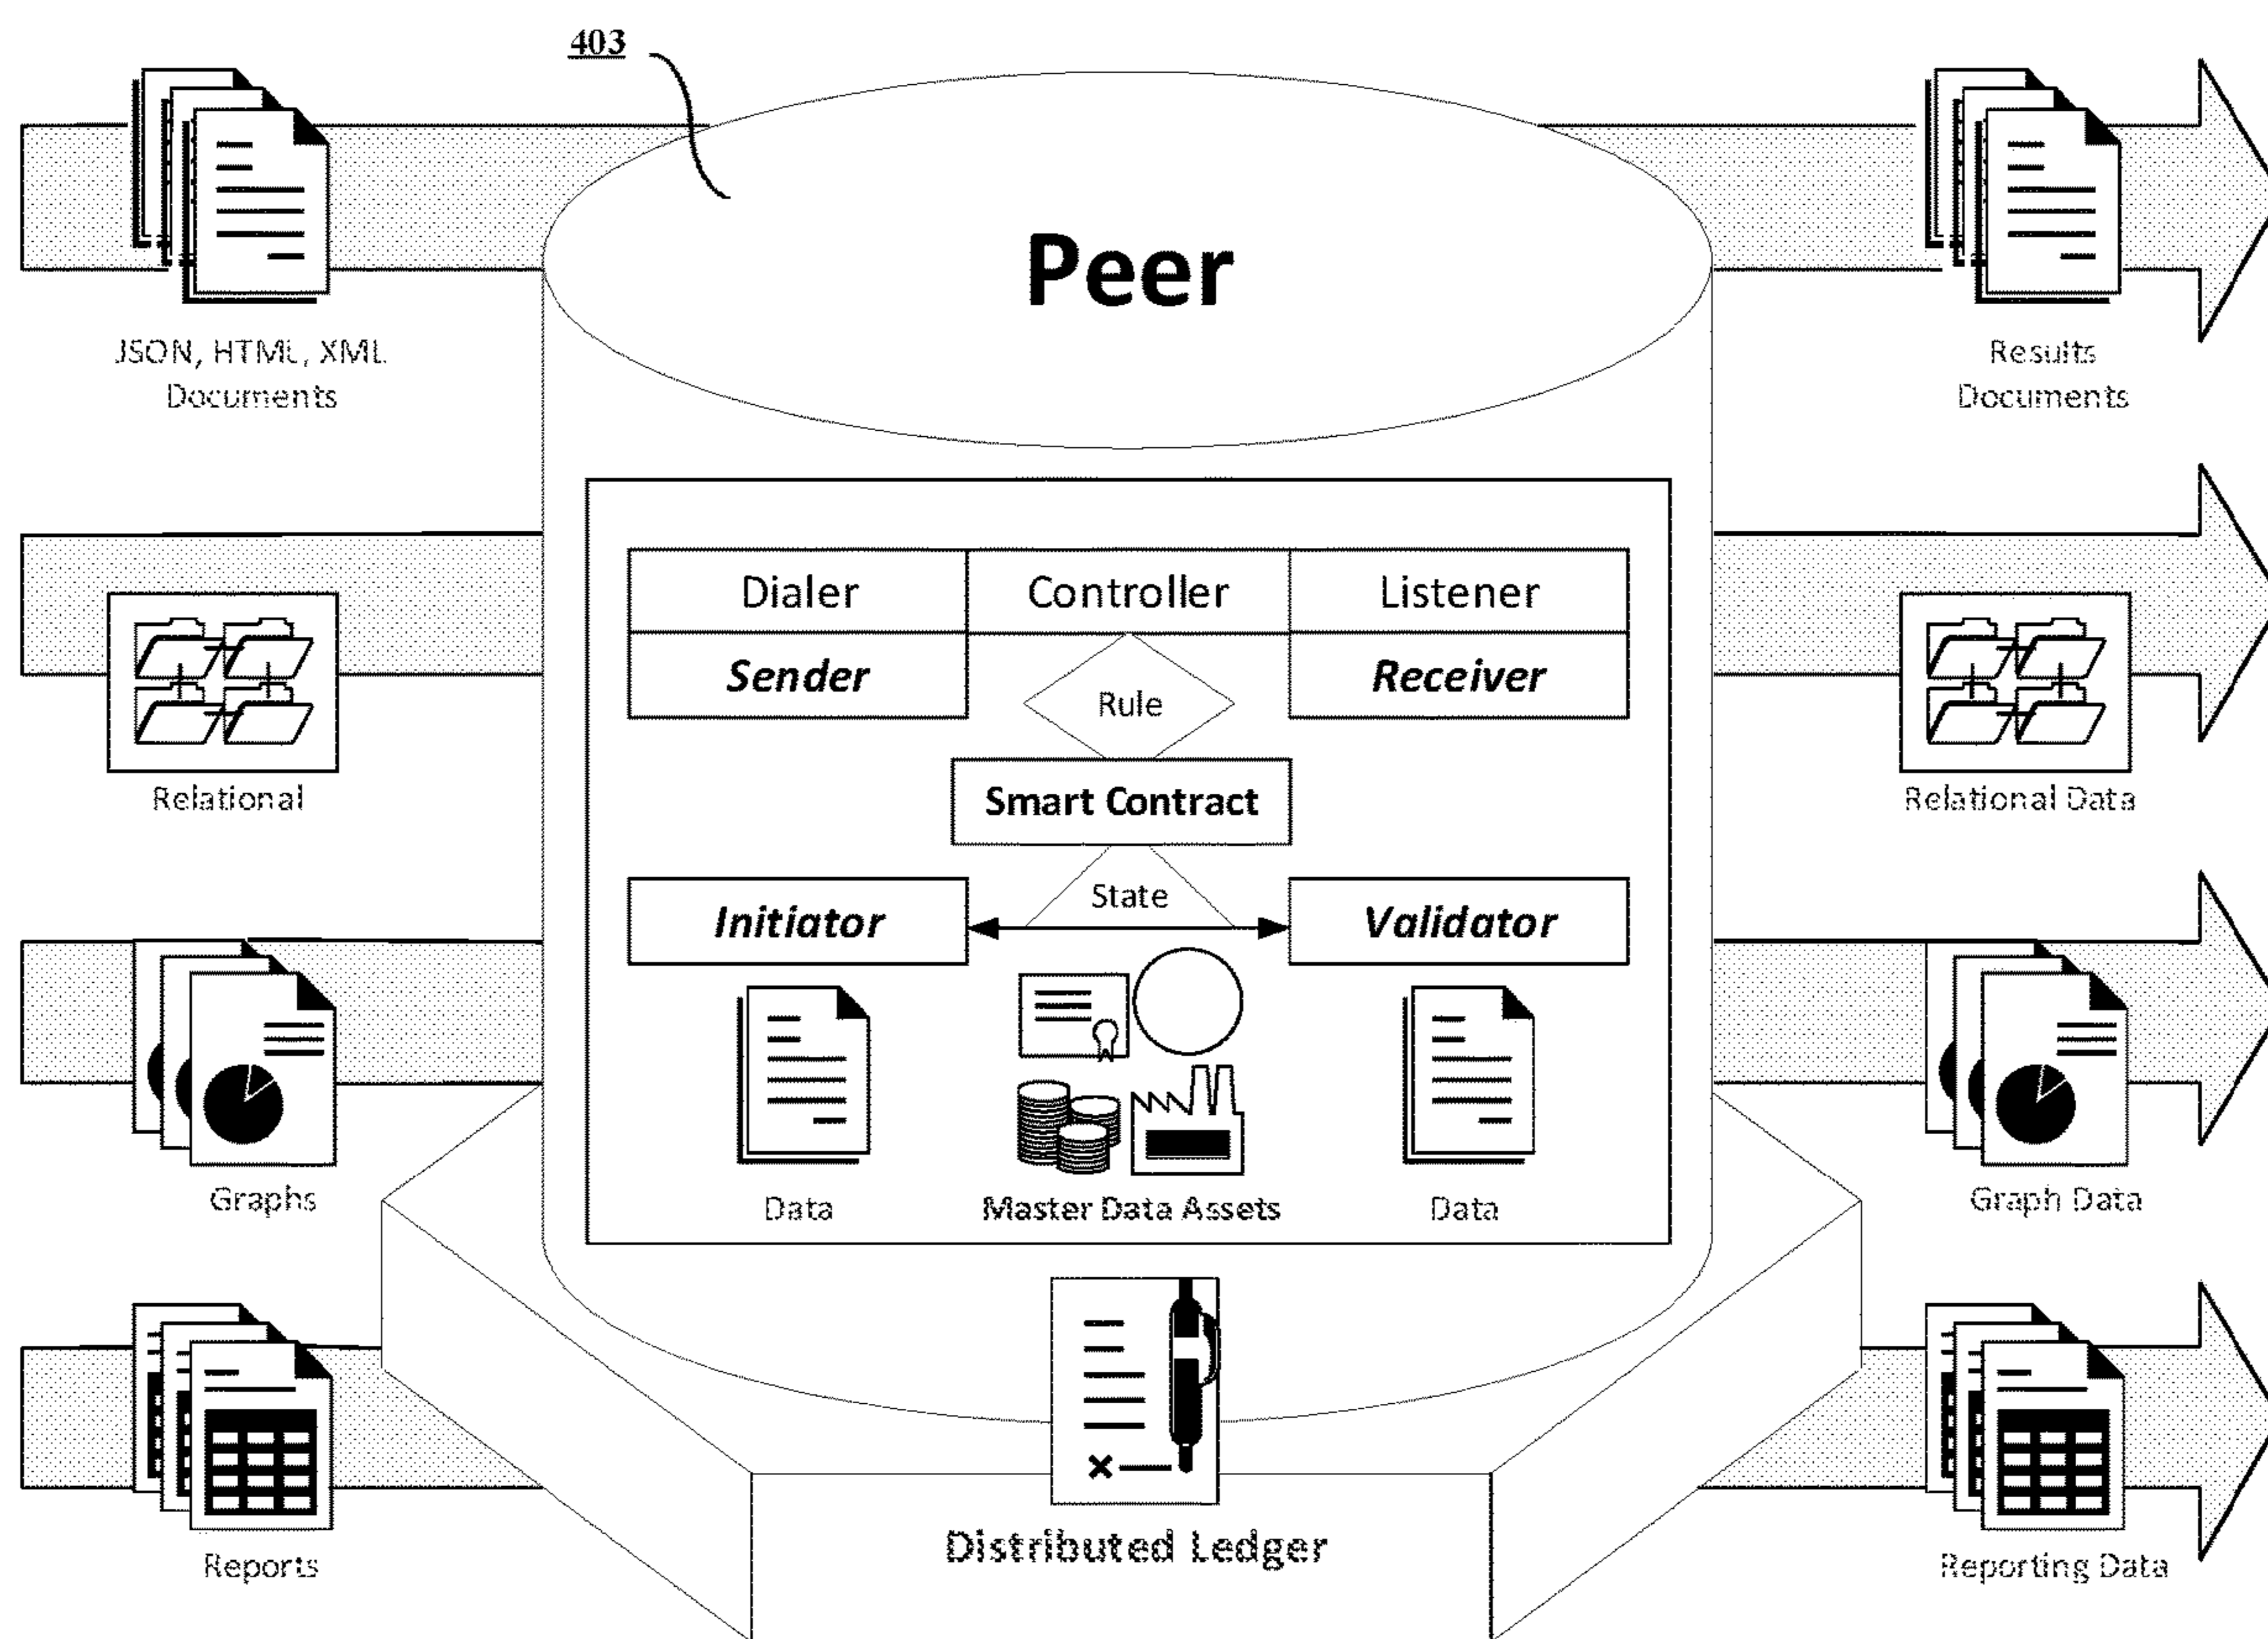 403
Peer
JSON, HTML, XML
Documents
Results
Documents
Dialer
Controller
Listener
Sender
Rule
Receiver
Smart Contract
Relational
Relational Data
Initiator
State
Validator
Data
Master Data Assets
Data
Graphs
Graph Data
Distributed Ledger
Reports
Reporting Data